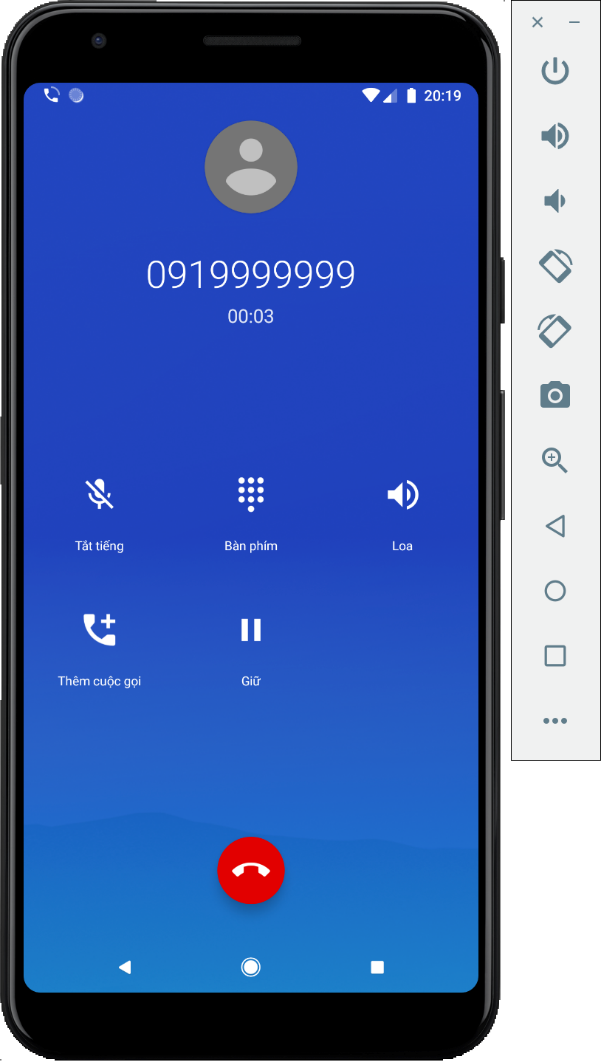 20:19
0919999999
00:03
Tắt tiếng
Bàn phím
Loa
Thêm cuộc gọi
Giữ